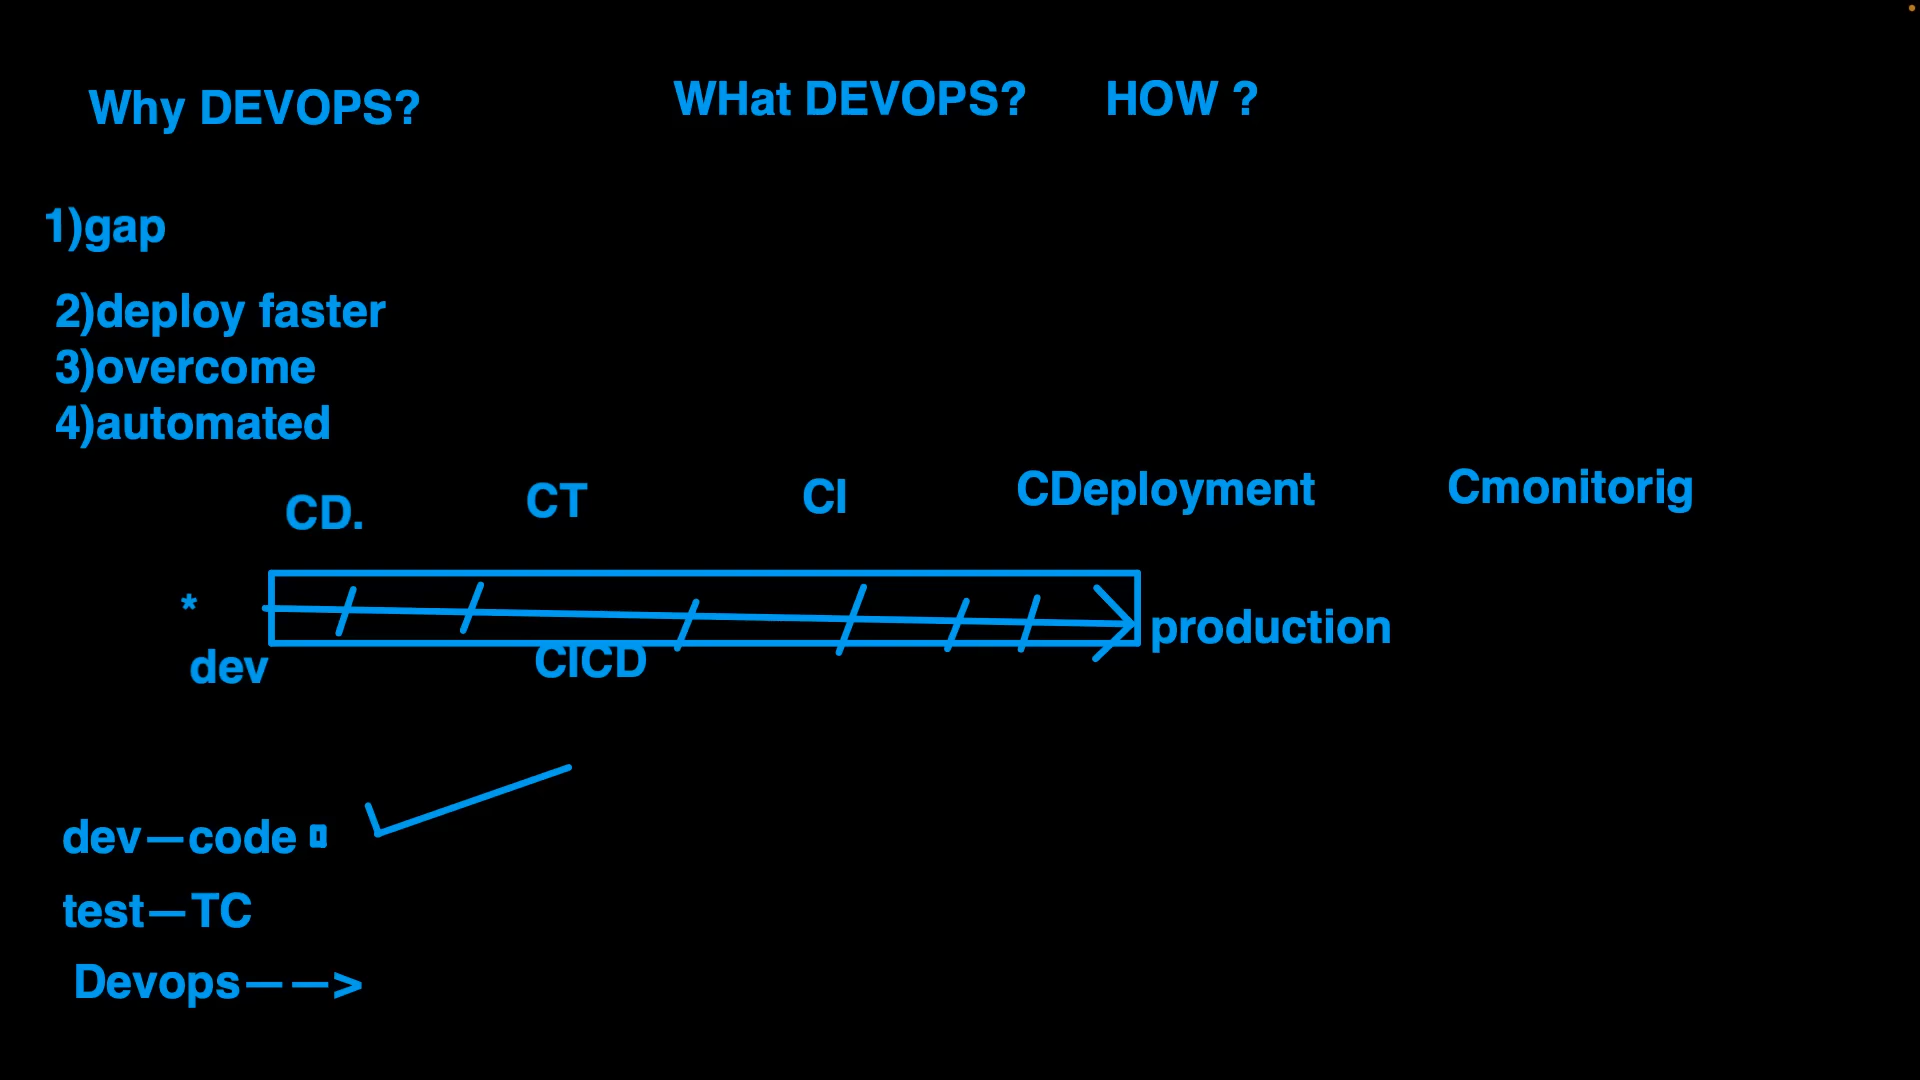 Why DEVOPS?
WHat DEVOPS?
HOW ?
1)gap
2)deploy faster
3)overcome
4)automated
CD.
CT
CI
CDeployment
Cmonitorig
*
dev
CICD
production
dev—code
test—TC
Devops——>